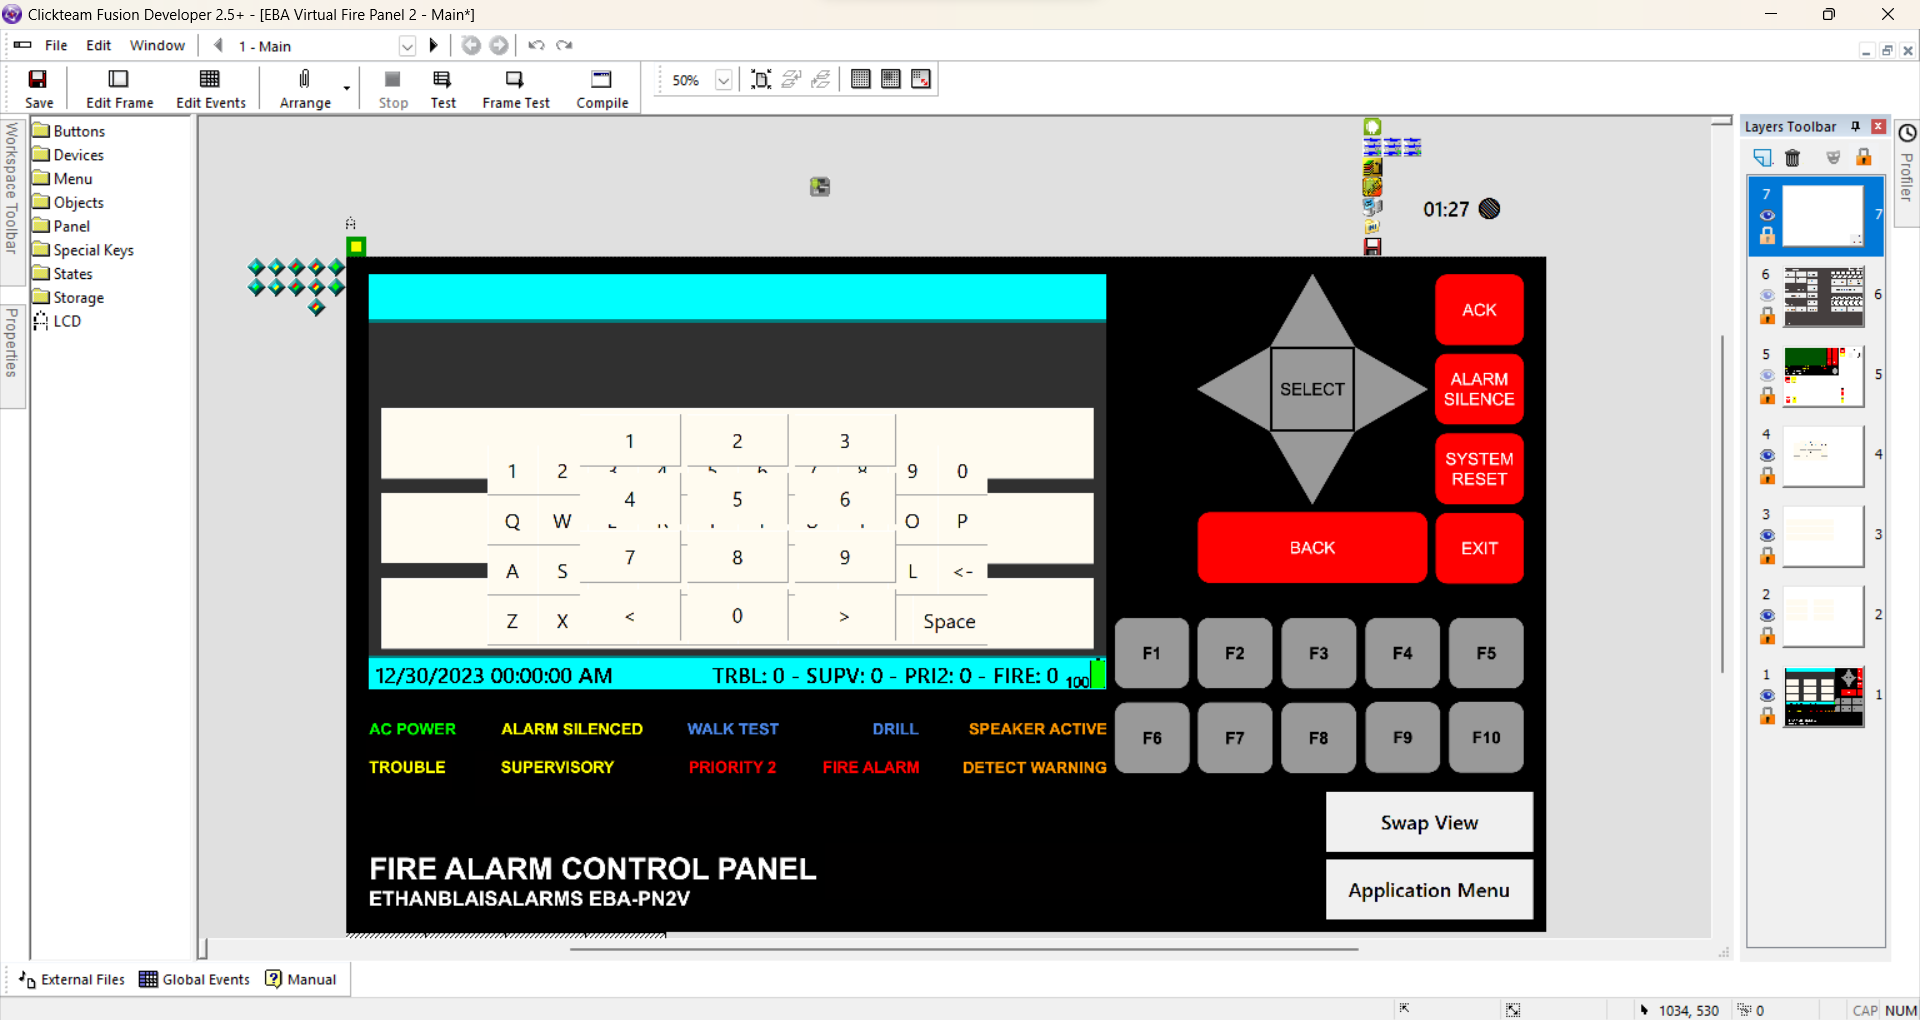 Clickteam Fusion Developer 2.5+ - [EBA Virtual Fire Panel 2 - Main*]
File Edit Window 1 - Main
Save Edit Frame Edit Events Arrange Stop Test Frame Test Compile 50%
Workspace Toolbar
Properties
Buttons
Devices
Menu
Objects
Panel
Special Keys
States
Storage
LCD
Layers Toolbar
Profiler
7 7
6 6
5 5
4 4
3 3
2 2
1 1
01:27
ACK
ALARM
SILENCE
SELECT
SYSTEM
RESET
BACK EXIT
1 2 3
1 2 9 0
4 5 6
Q W O P
7 8 9
A S L <-
< 0 >
Z X Space
12/30/2023 00:00:00 AM TRBL: 0 - SUPV: 0 - PRI2: 0 - FIRE: 0 100
F1 F2 F3 F4 F5
F6 F7 F8 F9 F10
AC POWER ALARM SILENCED WALK TEST DRILL SPEAKER ACTIVE
TROUBLE SUPERVISORY PRIORITY 2 FIRE ALARM DETECT WARNING
Swap View
Application Menu
FIRE ALARM CONTROL PANEL
ETHANBLAISALARMS EBA-PN2V
External Files Global Events Manual
1034, 530 0 CAP NUM